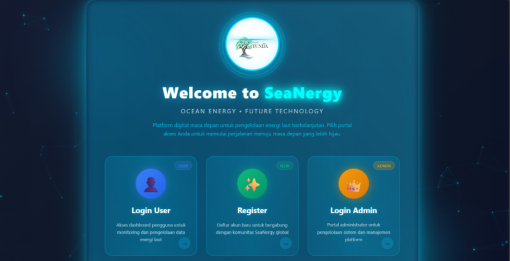 TUNDA
Welcome to SeaNergy
OCEAN ENERGY • FUTURE TECHNOLOGY
Platform digital masa depan untuk pengelolaan energi laut berkelanjutan. Pilih portal
akses Anda untuk memulai perjalanan menuju masa depan yang lebih hijau.
USER
NEW
ADMIN
Login User
Register
Login Admin
Akses dashboard pengguna untuk
monitoring dan pengelolaan data
energi laut
Daftar akun baru untuk bergabung
dengan komunitas SeaNergy global
Portal administrator untuk
pengelolaan sistem dan manajemen
platform